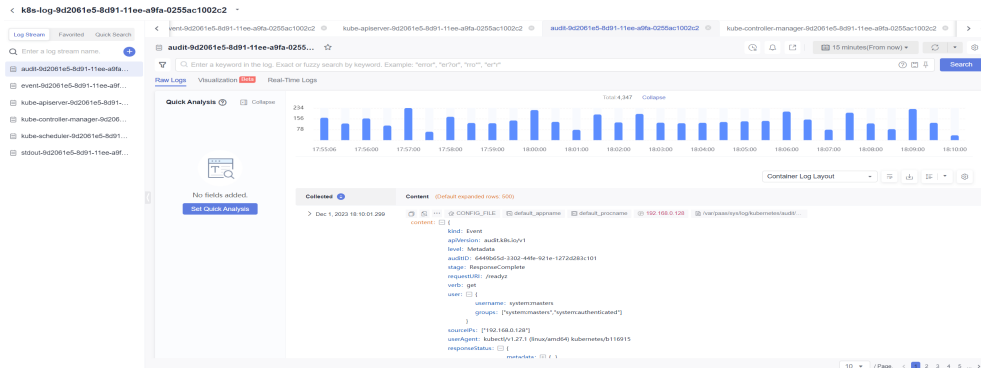 k8s-log-9d2061e5-8d91-11ee-a9fa-0255ac1002c2
Log Stream Favorited Quick Search
vent-9d2061e5-8d91-11ee-a9fa-0255ac1002c2 kube-apiserver-9d2061e5-8d91-11ee-a9fa-0255ac1002c2 audit-9d2061e5-8d91-11ee-a9fa-0255ac1002c2 kube-controller-manager-9d2061e5-8d91-11ee-a9fa-0255ac1002c2
Enter a log stream name.
audit-9d2061e5-8d91-11ee-a9fa...
event-9d2061e5-8d91-11ee-a9f...
kube-apiserver-9d2061e5-8d91-...
kube-controller-manager-9d206...
kube-scheduler-9d2061e5-8d91...
stdout-9d2061e5-8d91-11ee-a9f...
audit-9d2061e5-8d91-11ee-a9fa-0255...
15 minutes(From now)
Enter a keyword in the log. Exact or fuzzy search by keyword. Example: "error", "er?or", "rro*", "er*r"
Search
Raw Logs Visualization Beta Real-Time Logs
Quick Analysis Collapse
No fields added.
Set Quick Analysis
Total:4,347 Collapse
234
156
78
17:55:06 17:56:00 17:57:00 17:58:00 17:59:00 18:00:00 18:01:00 18:02:00 18:03:00 18:04:00 18:05:00 18:06:00 18:07:00 18:08:00 18:09:00 18:10:00
Container Log Layout
Collected Content (Default expanded rows: 500)
Dec 1, 2023 18:10:01.299 CONFIG_FILE default_appname default_procname 192.168.0.128 /var/paas/sys/log/kubernetes/audit/...
content: {
kind: Event
apiVersion: audit.k8s.io/v1
level: Metadata
auditID: 6449b65d-3302-44fe-921e-1272d283c101
stage: ResponseComplete
requestURI: /readyz
verb: get
user: {
username: system:masters
groups: ["system:masters","system:authenticated"]
}
sourceIPs: ["192.168.0.128"]
userAgent: kubectl/v1.27.1 (linux/amd64) kubernetes/b116915
responseStatus: {
metadata: { }
10 / Page 1 2 3 4 5 ...